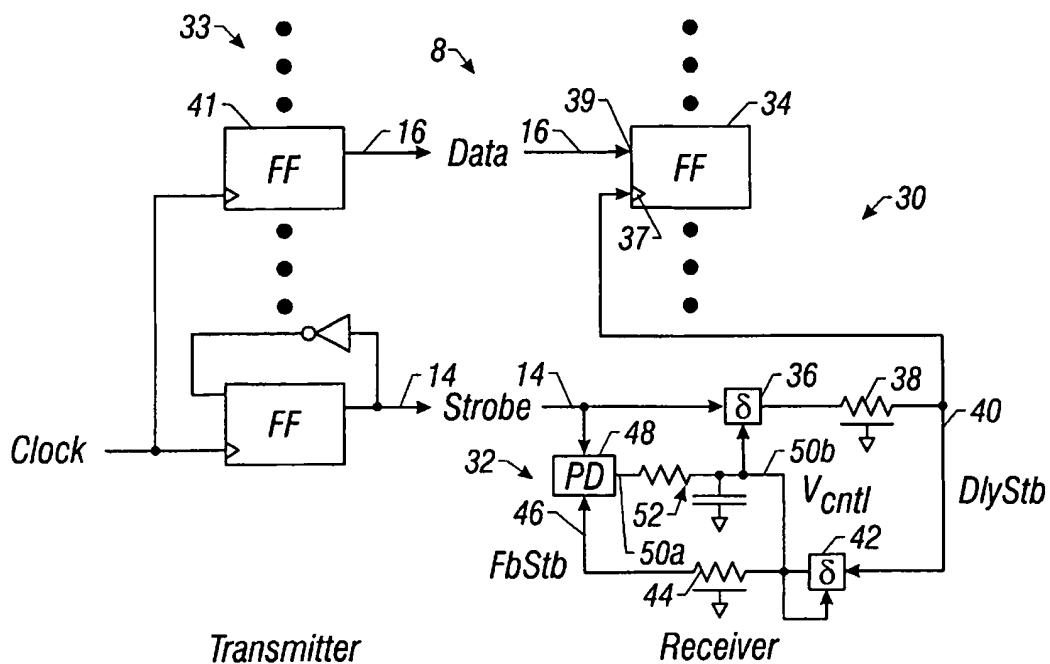 33
8
41
39
34
16
Data
16
FF
FF
30
37
14
Strobe
14
36
38
δ
FF
Clock
48
40
32
PD
50b
Vcntl
DlyStb
52
42
46
50a
FbStb
44
δ
Transmitter
Receiver